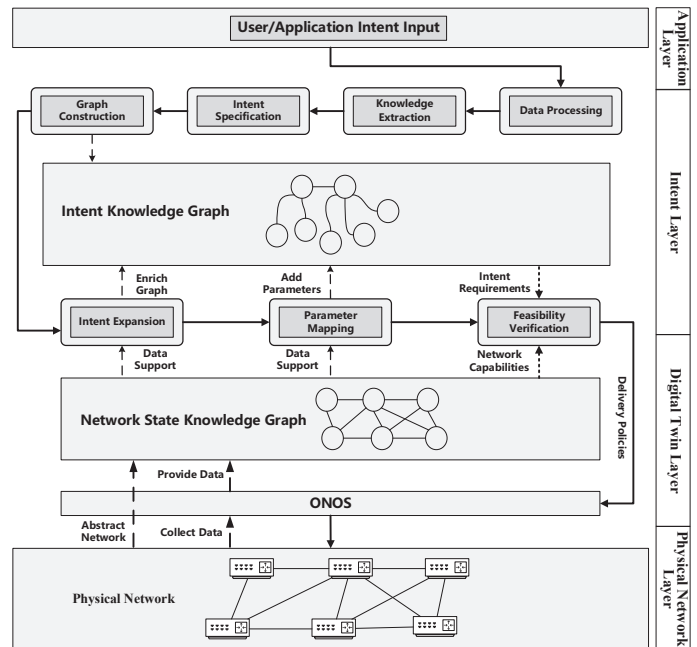 User/Application Intent Input
Application
Layer
Graph
Construction
Intent
Specification
Knowledge
Extraction
Data Processing
Intent Knowledge Graph
Intent Layer
Enrich
Graph
Add
Parameters
Intent
Requirements
Intent Expansion
Parameter
Mapping
Feasibility
Verification
Data
Support
Data
Support
Network
Capabilities
Network State Knowledge Graph
Delivery Policies
Digital Twin Layer
Provide Data
ONOS
Abstract
Network
Collect Data
Physical Network
Physical Network
Layer